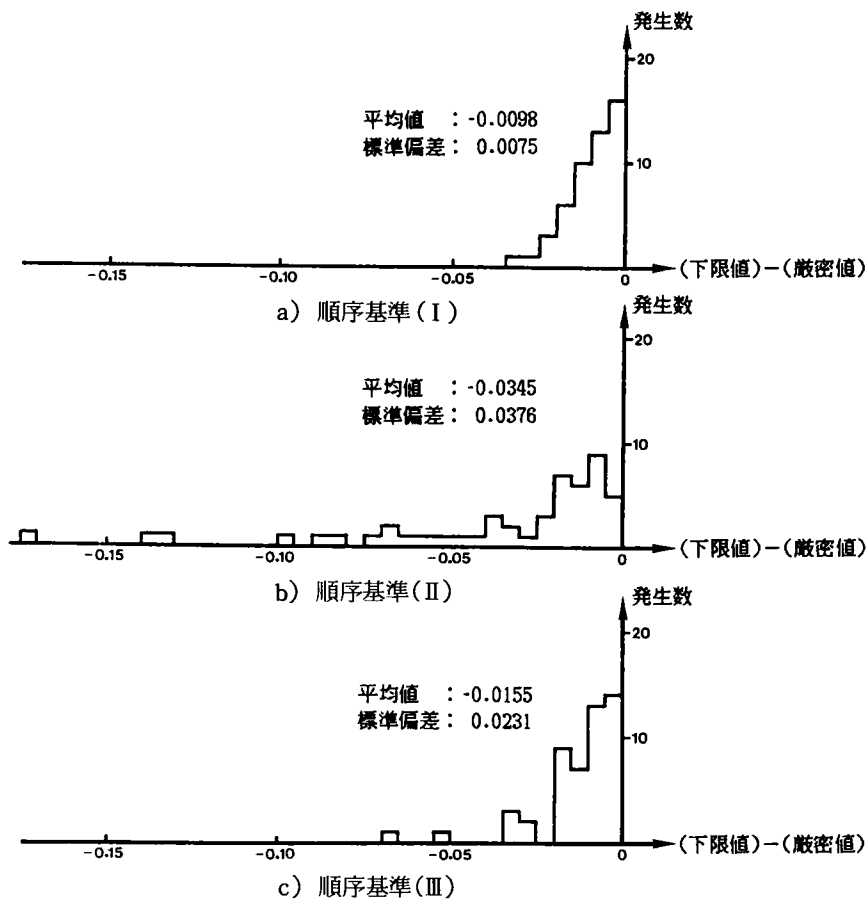 発生数
20
平均値 : -0.0098
標準偏差: 0.0075
10
-0.15 -0.10 -0.05 0 (下限値)-(厳密値)
a) 順序基準(Ⅰ)
発生数
20
平均値 : -0.0345
標準偏差: 0.0376
10
-0.15 -0.10 -0.05 0 (下限値)-(厳密値)
b) 順序基準(Ⅱ)
発生数
20
平均値 : -0.0155
標準偏差: 0.0231
10
-0.15 -0.10 -0.05 0 (下限値)-(厳密値)
c) 順序基準(Ⅲ)